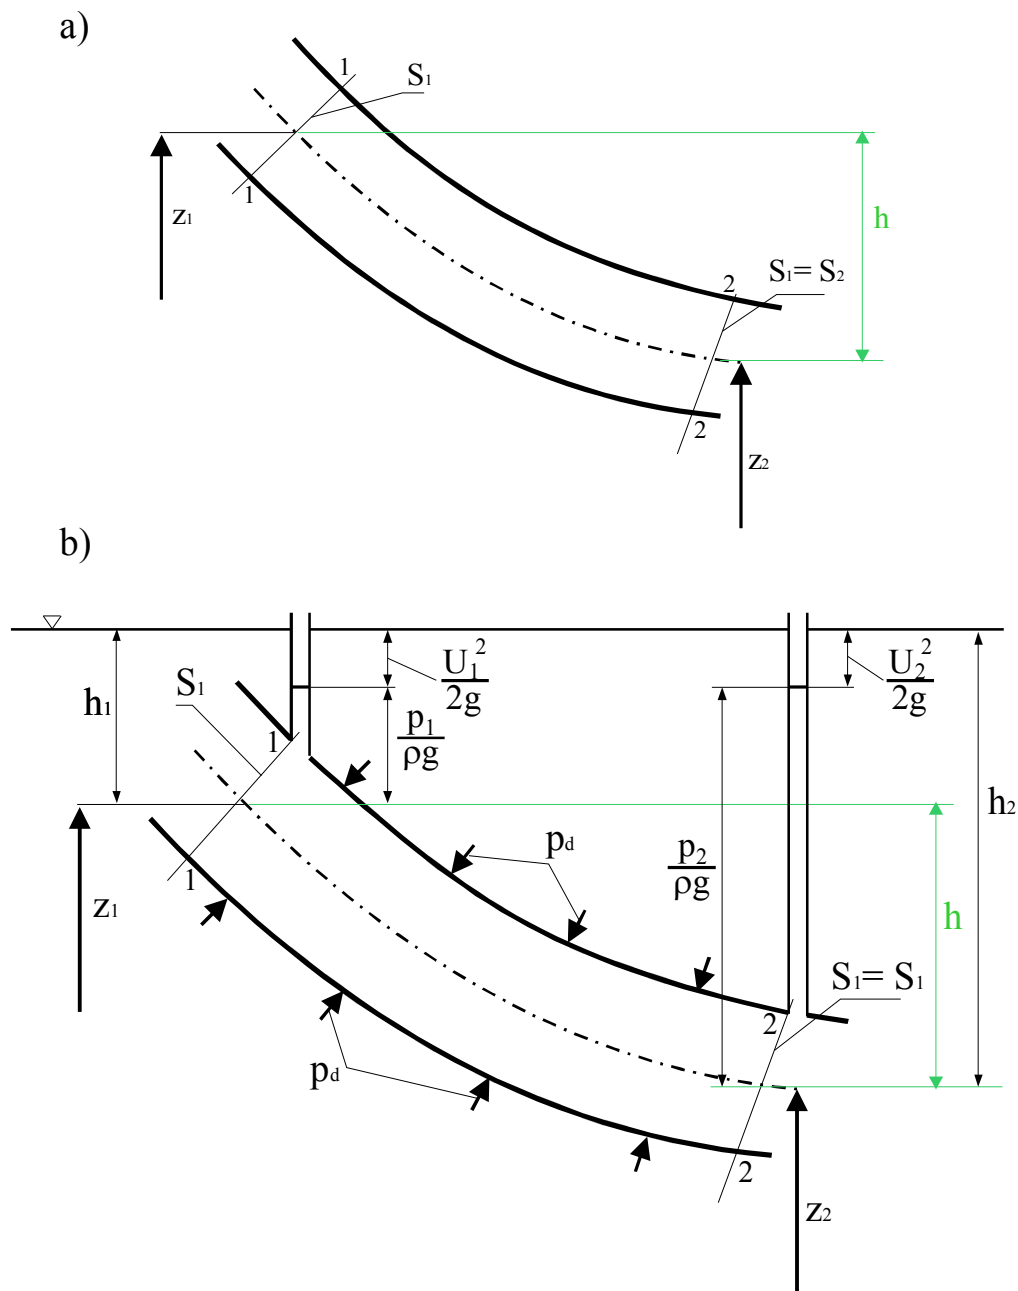 a)
1
S1
z1
1
h
2
S1= S2
2
z2
b)
h1
S1
U1^2
2g
U2^2
2g
1
p1
ρg
h2
pd
p2
ρg
1
z1
h
S1= S1
2
pd
2
z2